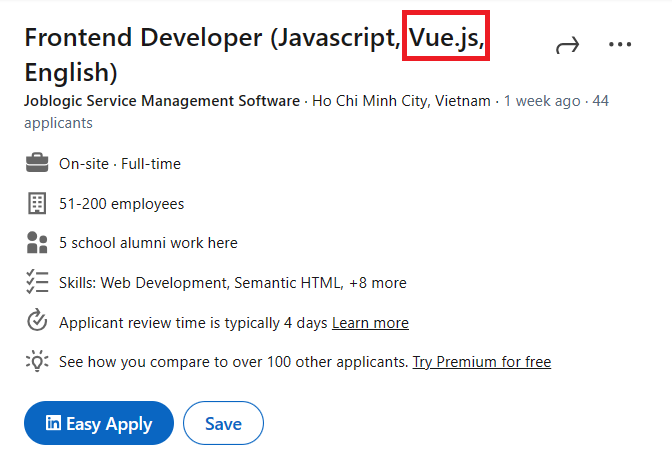 Frontend Developer (Javascript, Vue.js,
English)
Joblogic Service Management Software · Ho Chi Minh City, Vietnam · 1 week ago · 44
applicants
On-site · Full-time
51-200 employees
5 school alumni work here
Skills: Web Development, Semantic HTML, +8 more
Applicant review time is typically 4 days Learn more
See how you compare to over 100 other applicants. Try Premium for free
in Easy Apply
Save